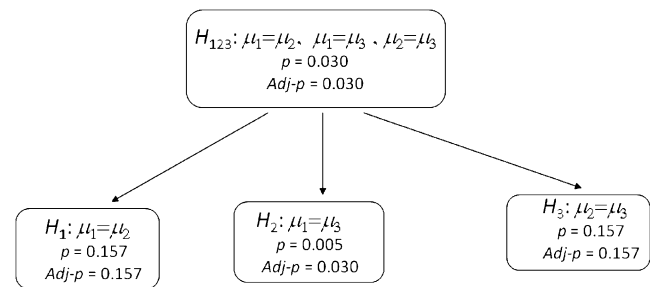 H₁₂₃: μ₁=μ₂, μ₁=μ₃, μ₂=μ₃
p = 0.030
Adj-p = 0.030
H₁: μ₁=μ₂
p = 0.157
Adj-p = 0.157
H₂: μ₁=μ₃
p = 0.005
Adj-p = 0.030
H₃: μ₂=μ₃
p = 0.157
Adj-p = 0.157